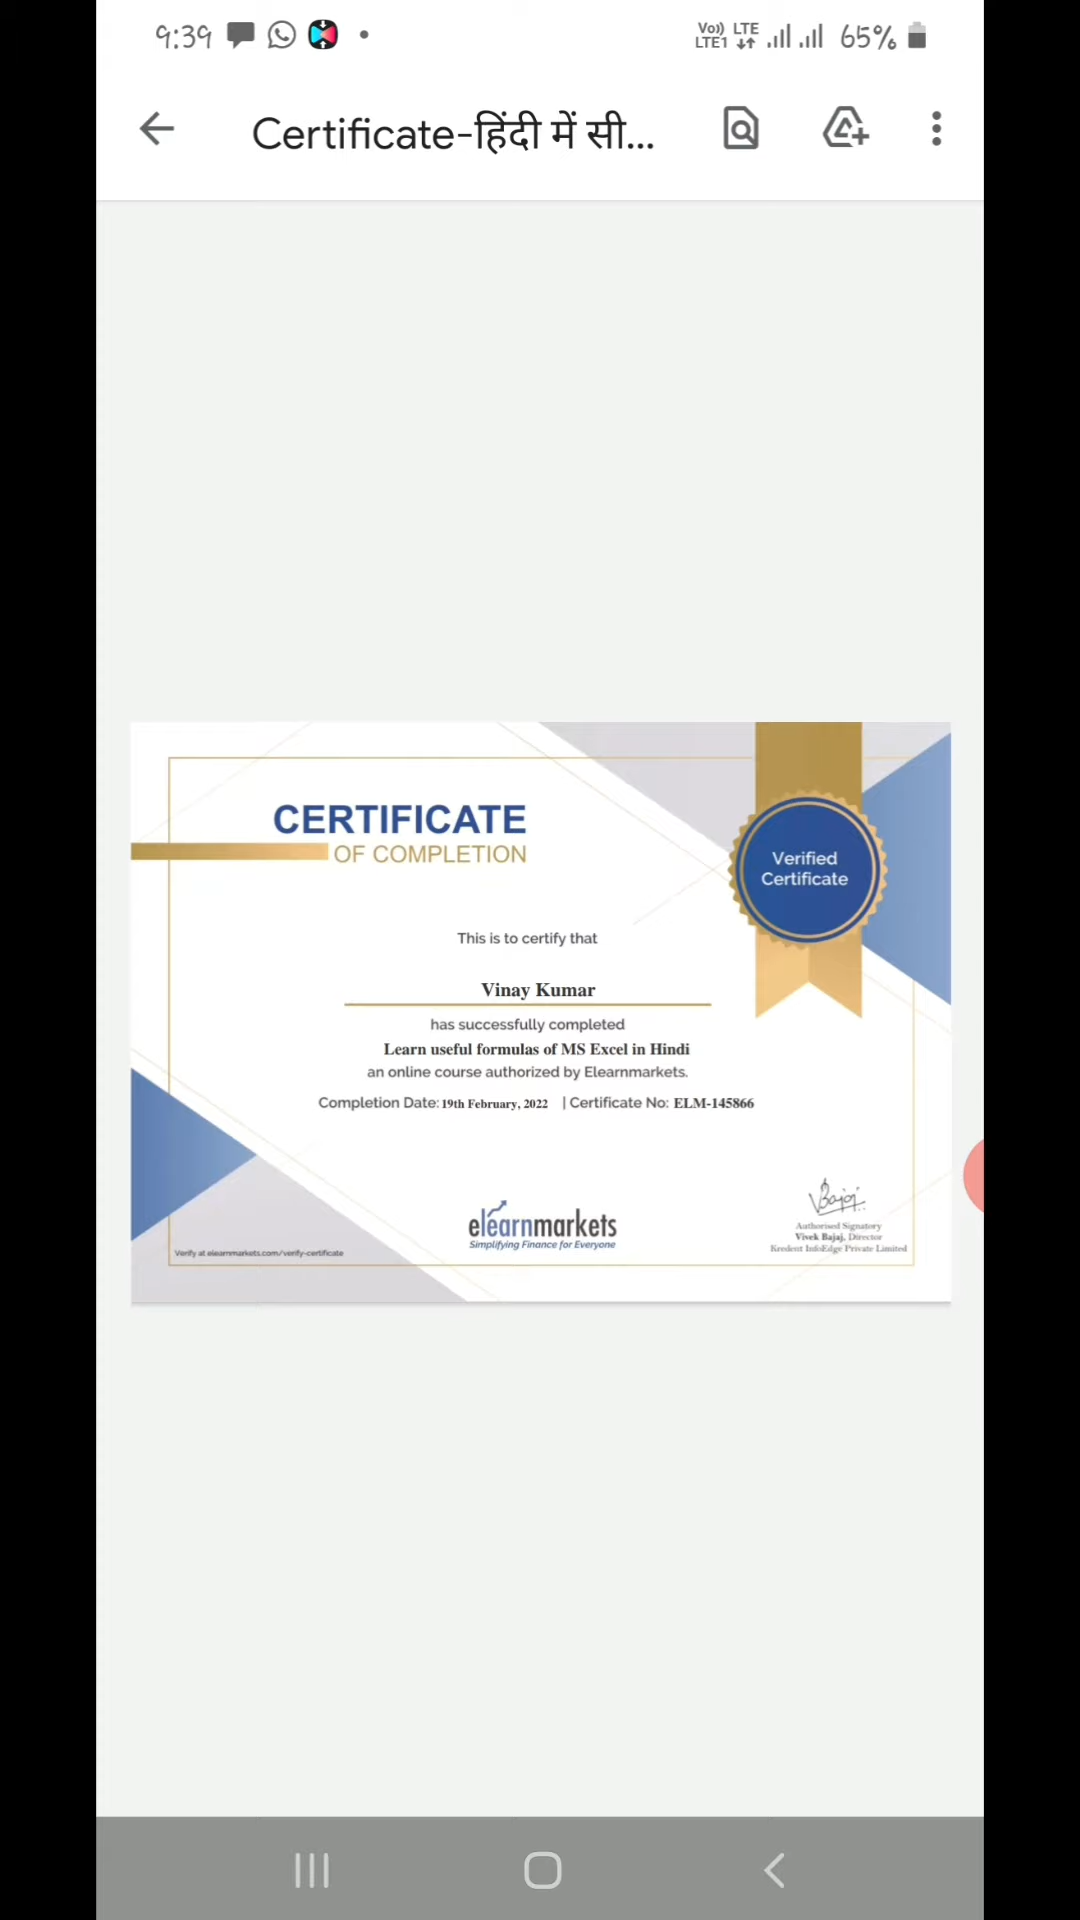 9:39
Vo)) LTE
LTE1
65%
Certificate-हिंदी में सी...
CERTIFICATE
OF COMPLETION
Verified
Certificate
This is to certify that
Vinay Kumar
has successfully completed
Learn useful formulas of MS Excel in Hindi
an online course authorized by Elearnmarkets.
Completion Date: 19th February, 2022 | Certificate No: ELM-145866
Bajaj
elearnmarkets
Simplifying Finance for Everyone
Authorised Signatory
Vivek Bajaj, Director
Kredent InfoEdge Private Limited
Verify at elearnmarkets.com/verify-certificate